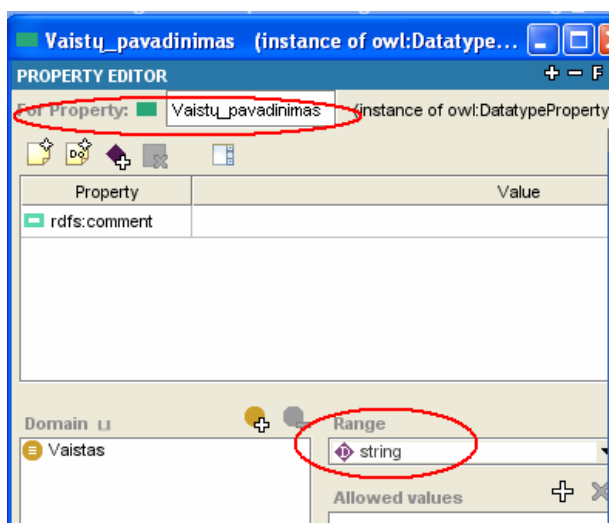 Vaistų_pavadinimas (instance of owl:Datatype...
PROPERTY EDITOR
F
For Property: Vaistų_pavadinimas (instance of owl:DatatypeProperty
Property Value
rdfs:comment
Domain ⊔ Range
Vaistas string
Allowed values